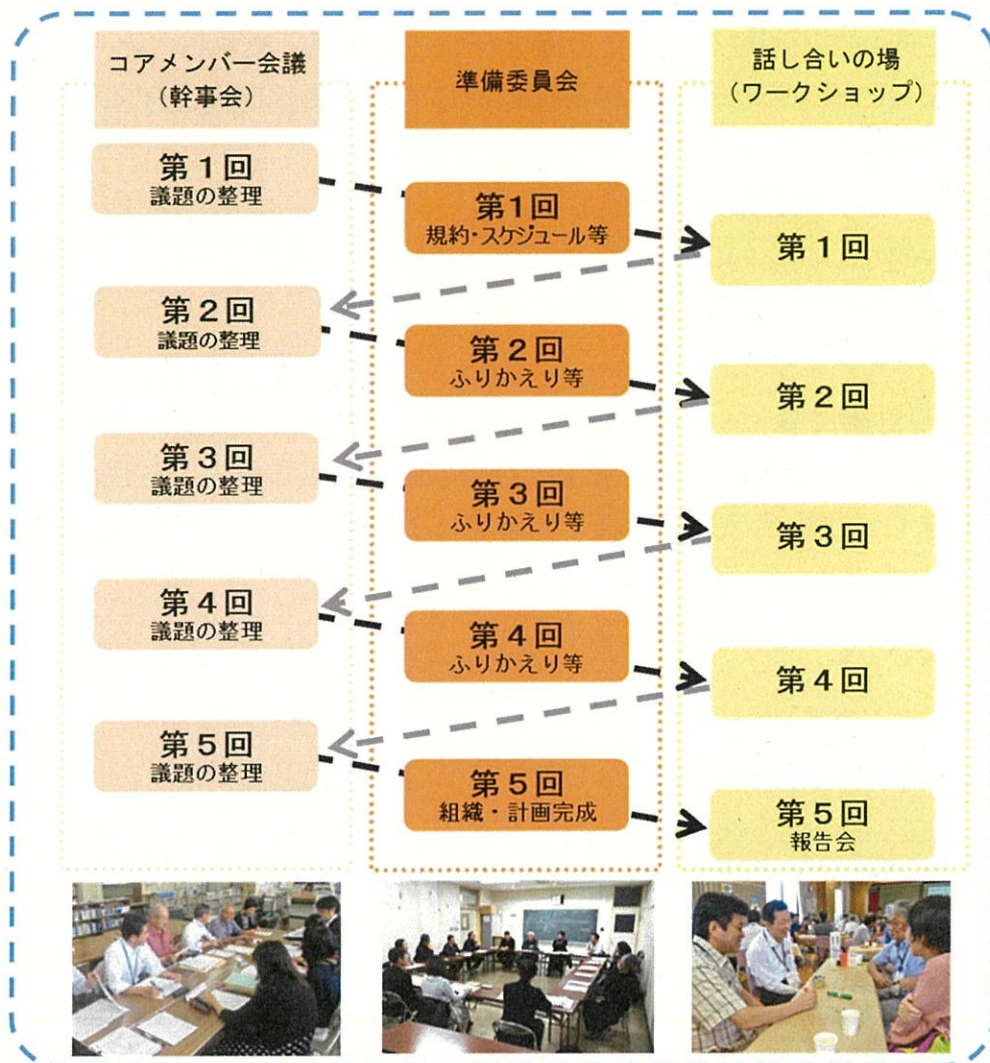 コアメンバー会議
(幹事会)
準備委員会
話し合いの場
(ワークショップ)
第1回
議題の整理
第1回
規約・スケジュール等
第1回
第2回
議題の整理
第2回
ふりかえり等
第2回
第3回
議題の整理
第3回
ふりかえり等
第3回
第4回
議題の整理
第4回
ふりかえり等
第4回
第5回
議題の整理
第5回
組織・計画完成
第5回
報告会